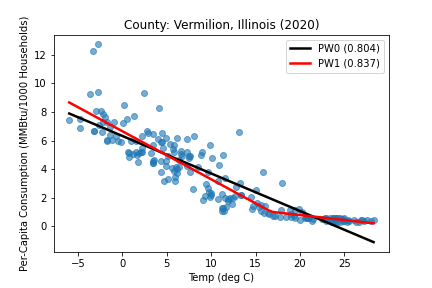 County: Vermilion, Illinois (2020)
PW0 (0.804)
PW1 (0.837)
Per-Capita Consumption (MMBtu/1000 Households)
12
10
8
6
4
2
0
−5
0
5
10
15
20
25
Temp (deg C)